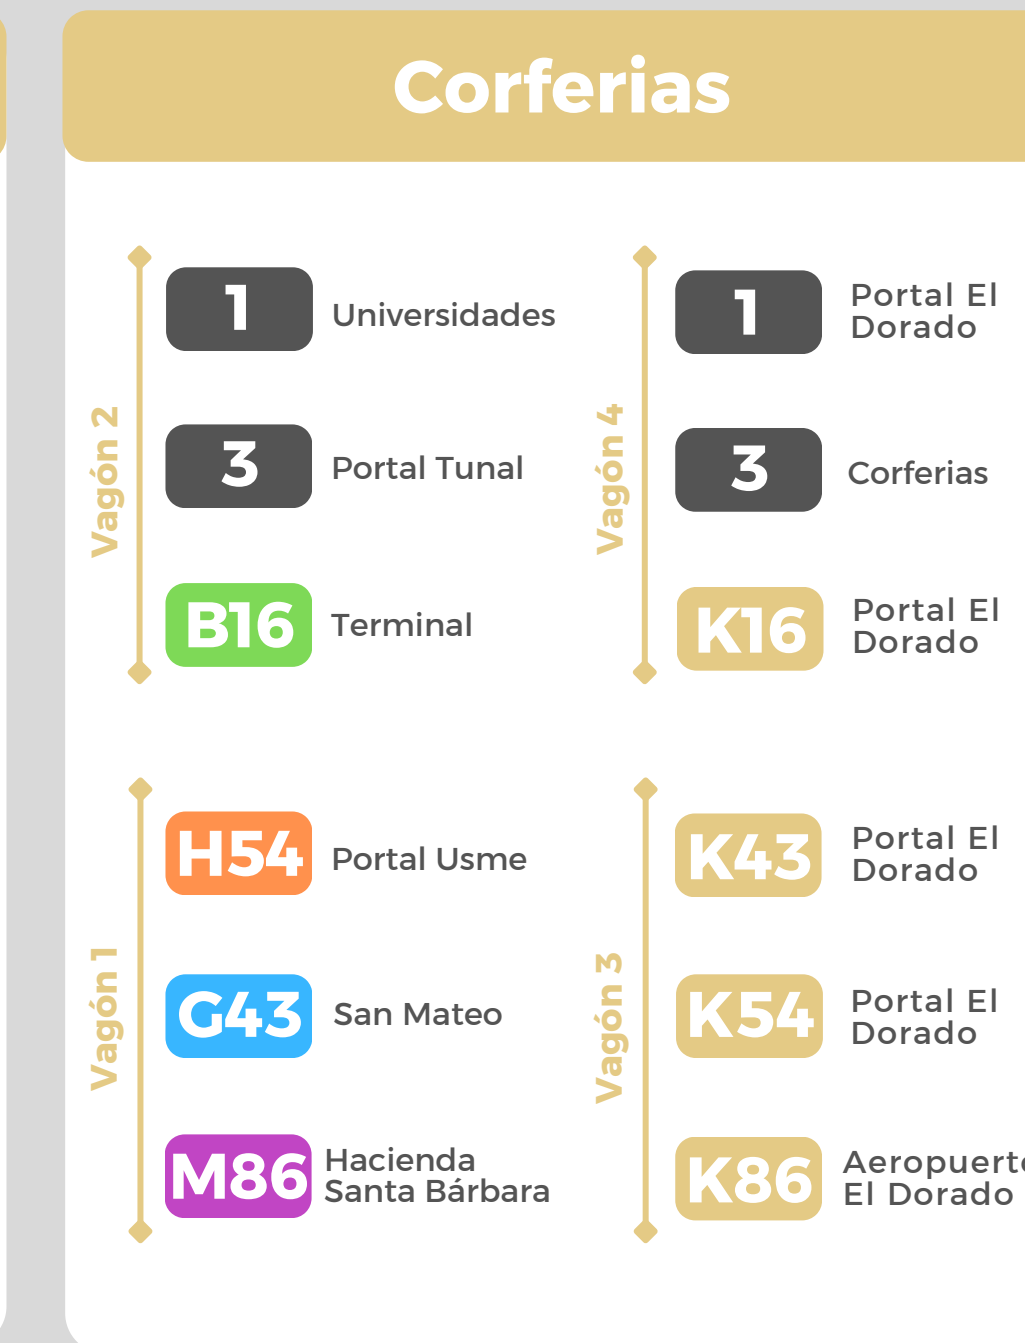 Corferias
Vagón 2
1
Universidades
3
Portal Tunal
B16
Terminal
Vagón 4
1
Portal El
Dorado
3
Corferias
K16
Portal El
Dorado
Vagón 1
H54
Portal Usme
G43
San Mateo
M86
Hacienda
Santa Bárbara
Vagón 3
K43
Portal El
Dorado
K54
Portal El
Dorado
K86
Aeropuerto
El Dorado